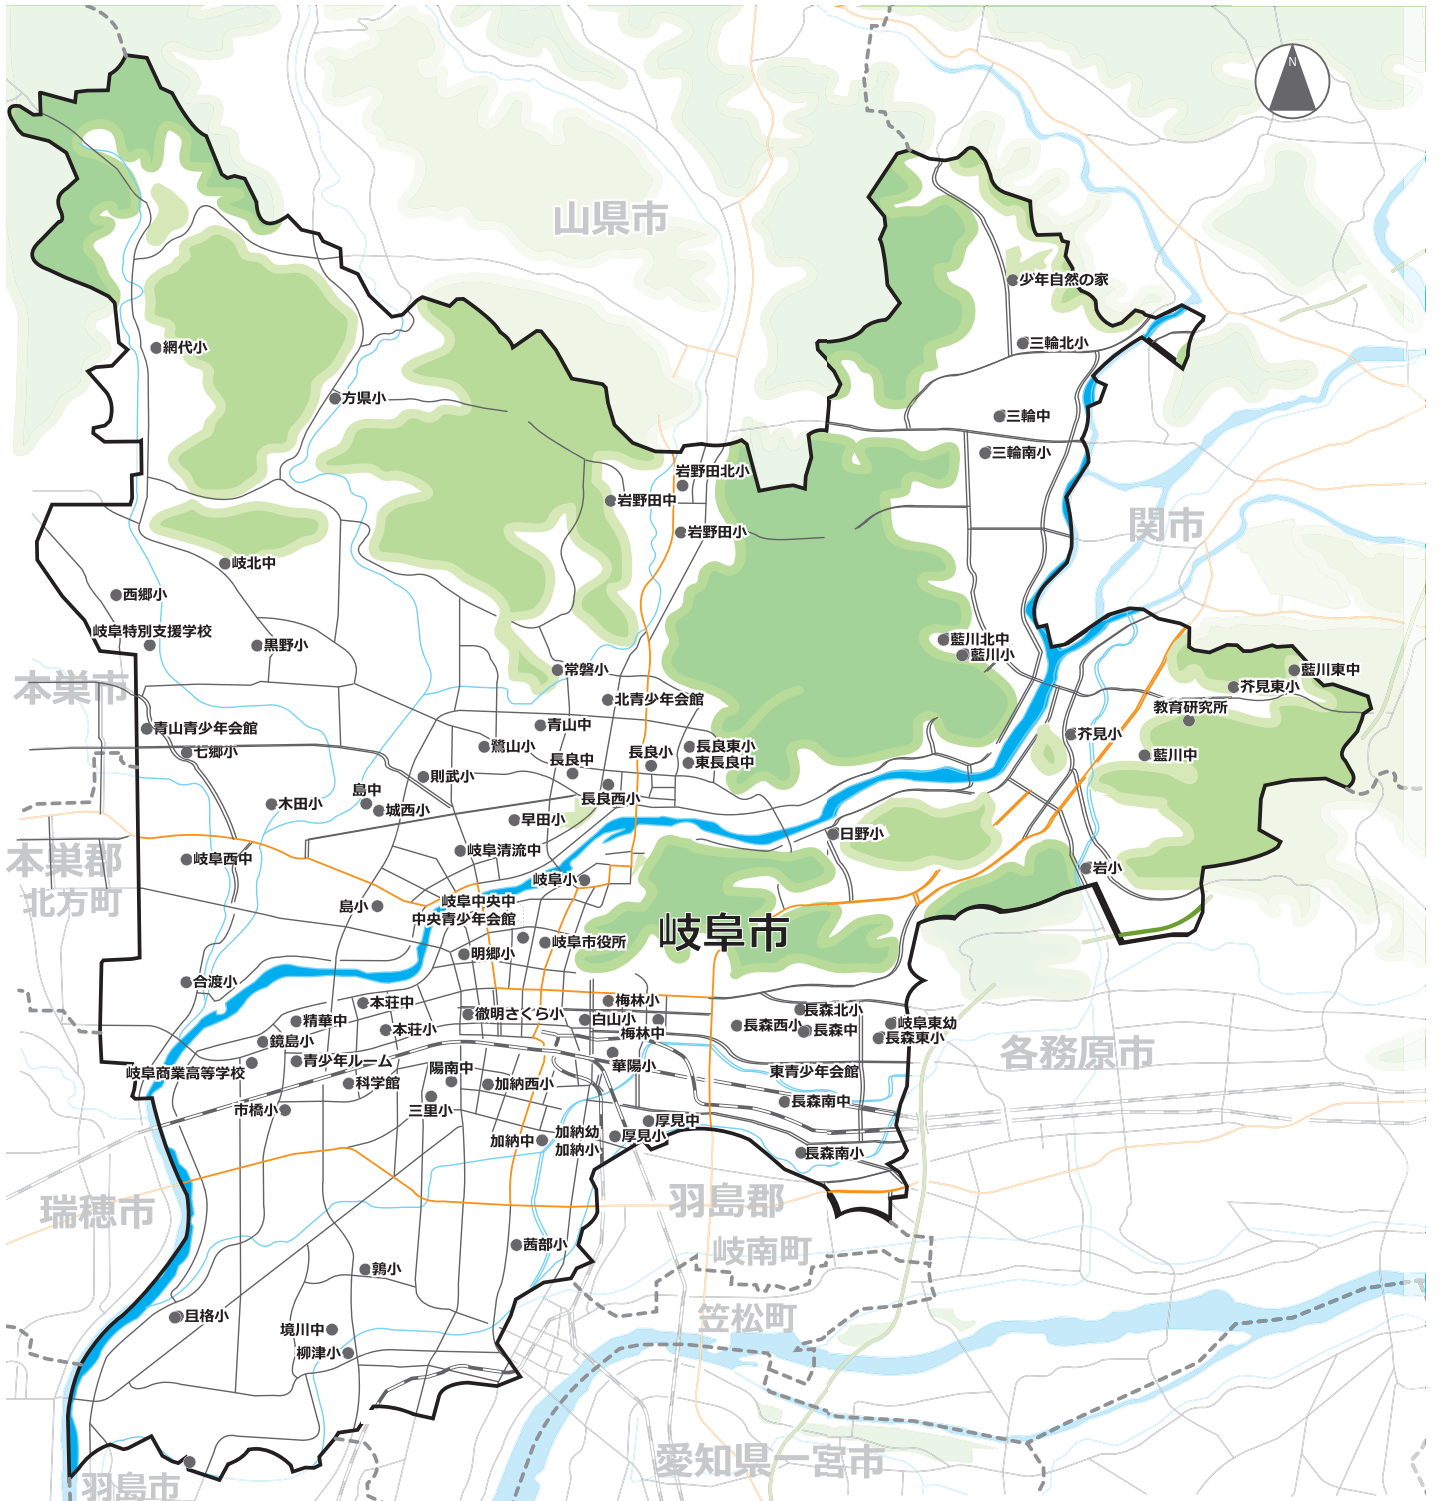 N
山県市
少年自然の家
三輪北小
網代小
方県小
三輪中
三輪南小
岩野田北小
岩野田中
岩野田小
関市
岐北中
西郷小
岐阜特別支援学校
黒野小
藍川北中
藍川小
常磐小
藍川東中
芥見東小
本巣市
北青少年会館
教育研究所
青山青少年会館
青山中
芥見小
七郷小
鷺山小
長良小
長良東小
東長良中
藍川中
長良中
則武小
島中
城西小
木田小
長良西小
早田小
日野小
岐阜清流中
本巣郡
岐阜西中
岩小
岐阜小
北方町
島小
岐阜中央中
中央青少年会館
岐阜市
岐阜市役所
明郷小
合渡小
本荘中
梅林小
長森北小
精華中
徹明さくら小
白山小
長森西小
長森中
岐阜東幼
本荘小
梅林中
長森東小
鏡島小
各務原市
青少年ルーム
華陽小
岐阜商業高等学校
陽南中
東青少年会館
科学館
加納西小
市橋小
三里小
長森南中
厚見中
加納幼
厚見小
加納中
加納小
長森南小
瑞穂市
羽島郡
茜部小
岐南町
鶉小
且格小
境川中
笠松町
柳津小
愛知県一宮市
羽島市